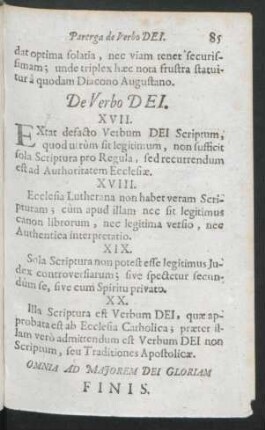 Parerga de Verbo DEI. 85
dat optima solatia, nec viam tenet securis-
simam; unde triplex hæc nota frustra statui-
tur à quodam Diacono Augustano.
De Verbo DEI.
XVII.
EXtat defacto Verbum DEI Scriptum,
quod utrùm sit legitimum, non sufficit
sola Scriptura pro Regula, sed recurrendum
est ad Authoritatem Ecclesiæ.
XVIII.
Ecclesia Lutherana non habet veram Scri-
pturam; cùm apud illam nec sit legitimus
canon librorum, nec legitima versio, nec
Authentica interpretatio.
XIX.
Sola Scriptura non potest esse legitimus Ju-
dex controversiarum; sive spectetur secun-
dùm se, sive cum Spiritu privato.
XX.
Illa Scriptura est Verbum DEI, quæ ap-
probata est ab Ecclesia Catholica; præter il-
lam verò admittendum est Verbum DEI non
Scriptum, seu Traditiones Apostolicæ.
OMNIA AD MAJOREM DEI GLORIAM
FINIS.